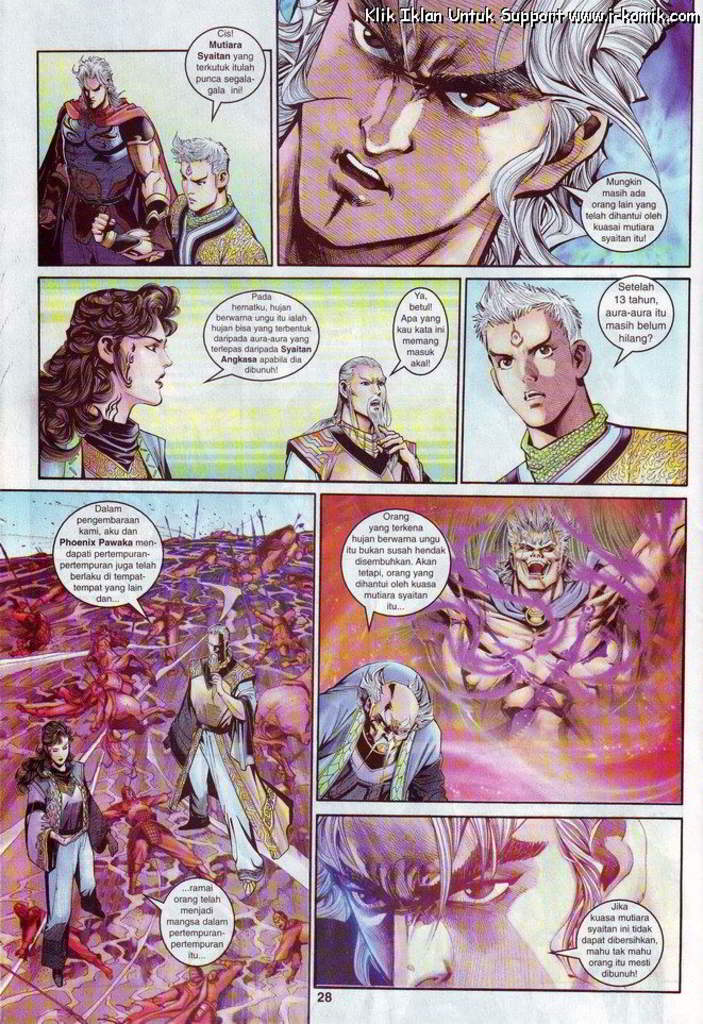 Klik Iklan Untuk Support www.i-komik.com
Cis!
Mutiara
Syaitan yang
terkutuk itulah
punca segala-
gala ini!
Mungkin
masih ada
orang lain yang
telah dihantui oleh
kuasai mutiara
syaitan itu!
Pada
hematku, hujan
berwarna ungu itu ialah
hujan bisa yang terbentuk
daripada aura-aura yang
terlepas daripada Syaitan
Angkasa apabila dia
dibunuh!
Ya,
betul!
Apa yang
kau kata ini
memang
masuk
akal!
Setelah
13 tahun,
aura-aura itu
masih belum
hilang?
Dalam
pengembaraan
kami, aku dan
Phoenix Pawaka men-
dapati pertempuran-
pertempuran juga telah
berlaku di tempat-
tempat yang lain
dan...
...ramai
orang telah
menjadi
mangsa dalam
pertempuran-
pertempuran
itu...
Orang
yang terkena
hujan berwarna ungu
itu bukan susah hendak
disembuhkan. Akan
tetapi, orang yang
dihantui oleh kuasa
mutiara syaitan
itu...
Jika
kuasa mutiara
syaitan ini tidak
dapat dibersihkan,
mahu tak mahu
orang itu mesti
dibunuh!
28